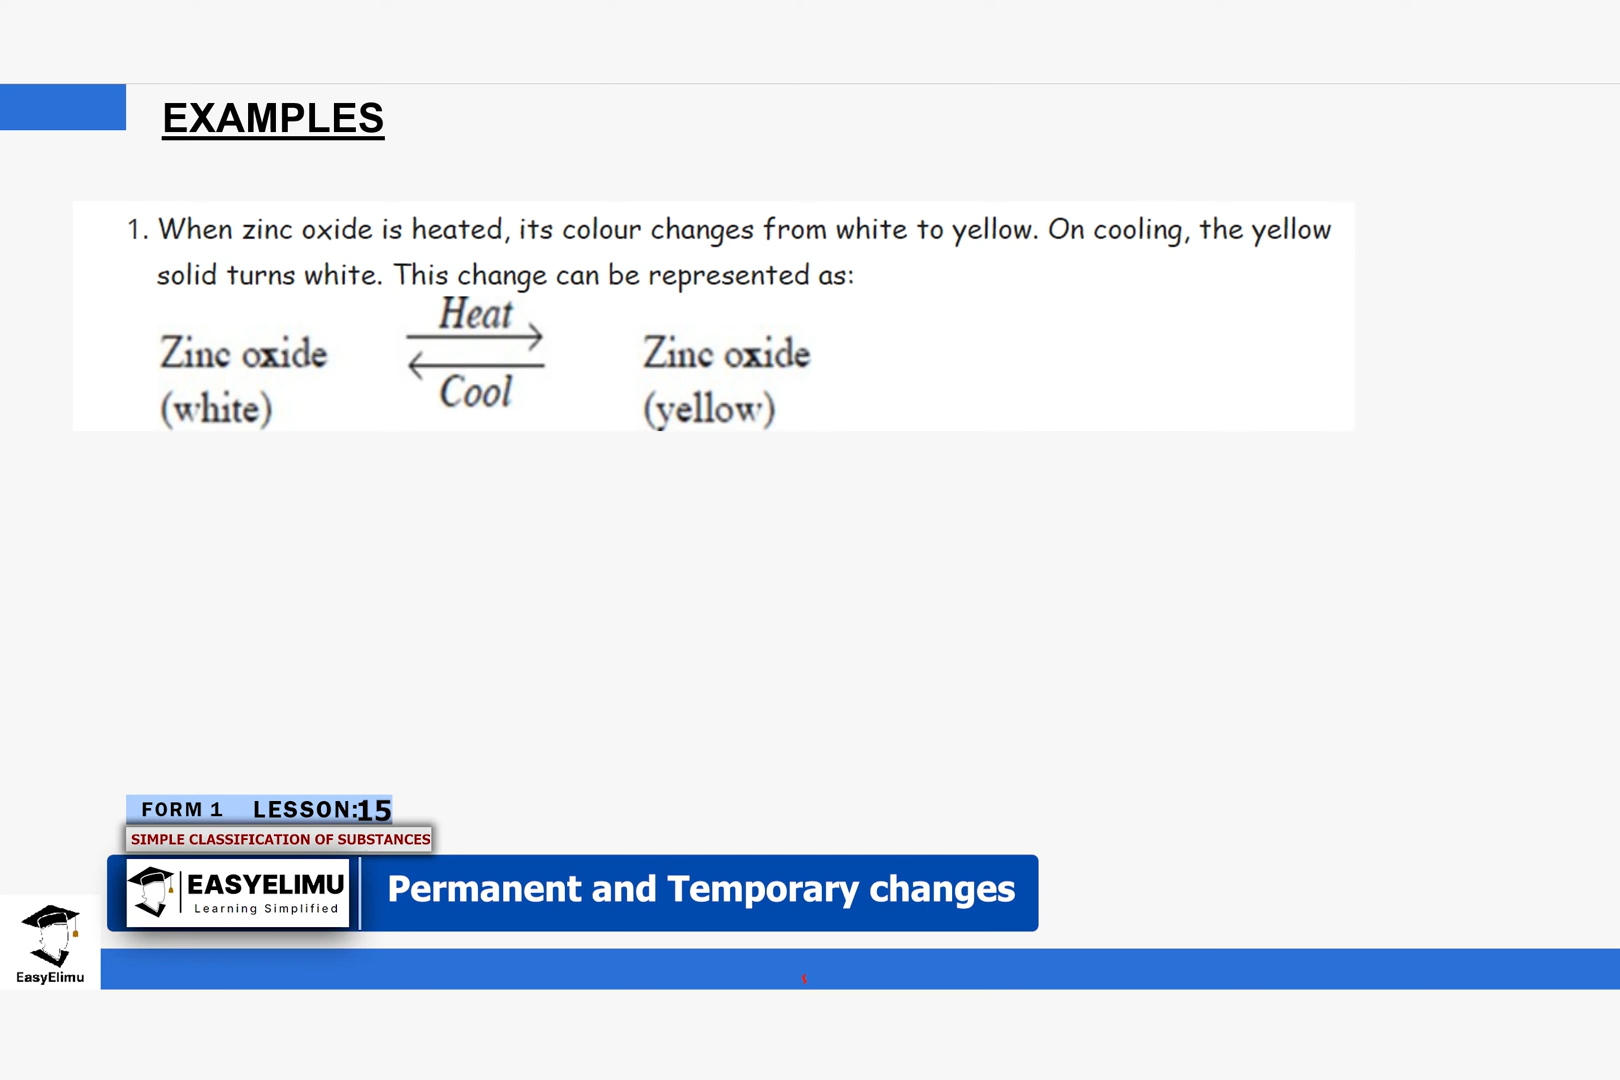 EXAMPLES
1. When zinc oxide is heated, its colour changes from white to yellow. On cooling, the yellow
solid turns white. This change can be represented as:
Heat
Zinc oxide Zinc oxide
Cool
(white) (yellow)
FORM 1 LESSON:15
SIMPLE CLASSIFICATION OF SUBSTANCES
EASYELIMU
Learning Simplified
Permanent and Temporary changes
EasyElimu